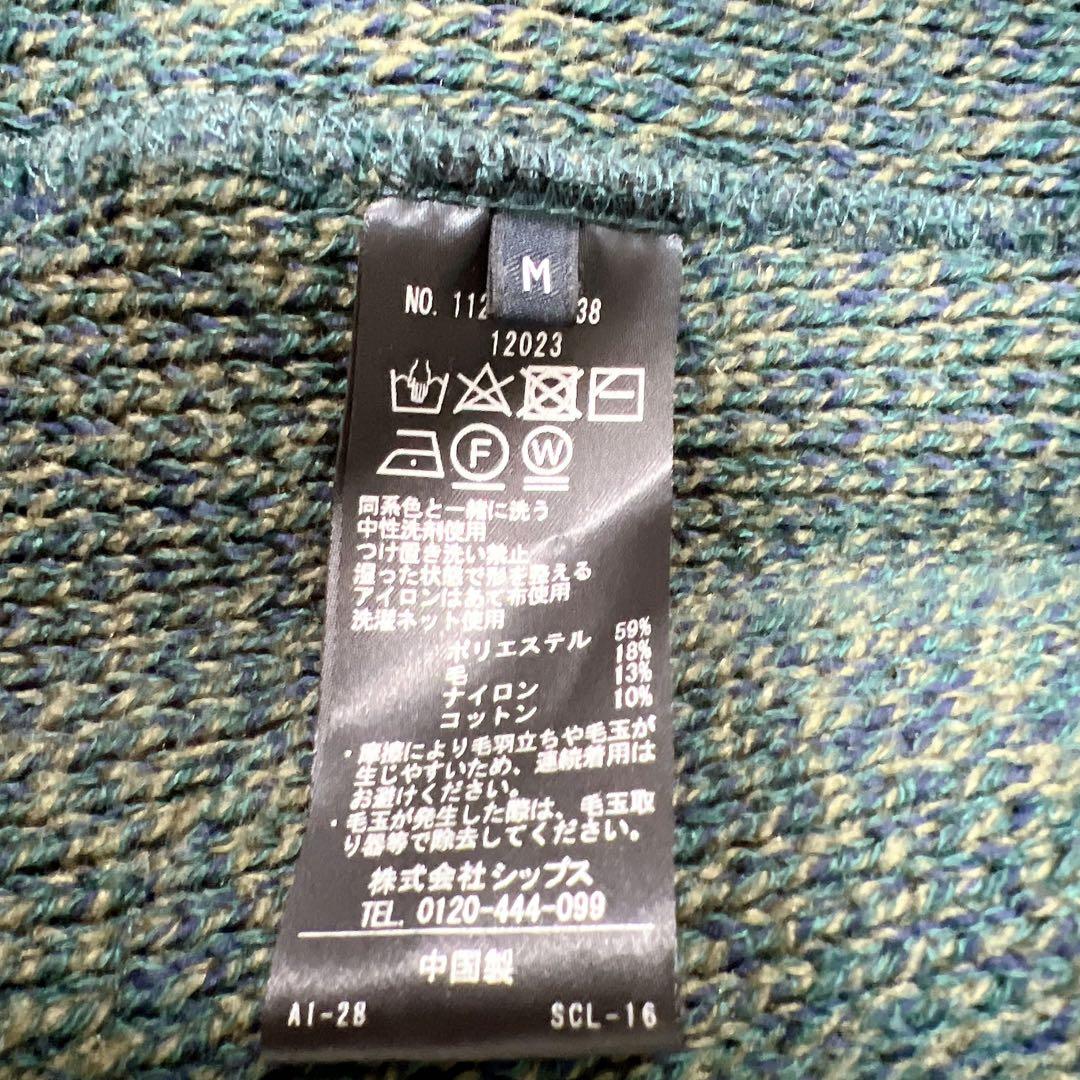 M
NO. 112 38
12023
F W
同系色と一緒に洗う
中性洗剤使用
つけ置き洗い禁止
湿った状態で形を整える
アイロンはあて布使用
洗濯ネット使用
ポリエステル 59%
毛 18%
ナイロン 13%
コットン 10%
・摩擦により毛羽立ちや毛玉が
生じやすいため、連続着用は
お避けください。
・毛玉が発生した際は、毛玉取
り器等で除去してください。
株式会社シップス
TEL. 0120-444-099
中国製
AI-28 SCL-16